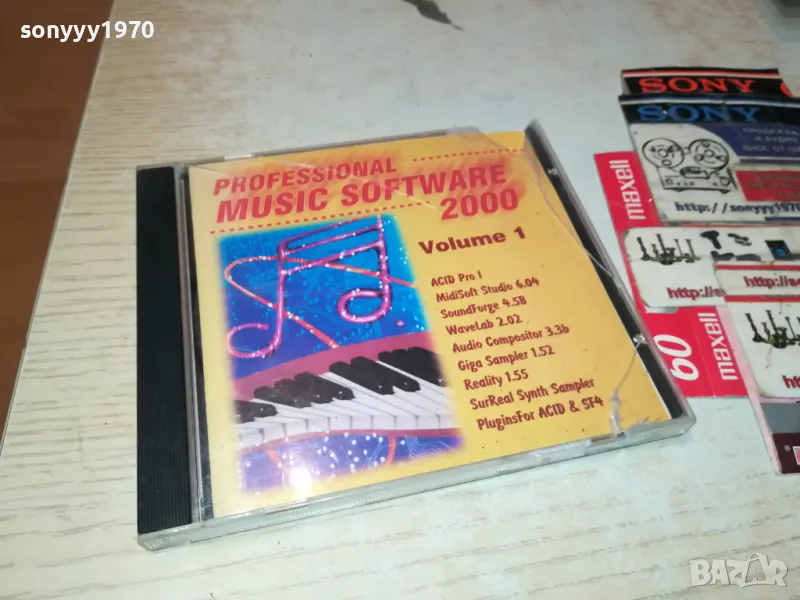 sonyyy1970
PROFESSIONAL
MUSIC SOFTWARE
2000
Volume 1
ACID Pro 1
MidiSoft Studio 6.04
SoundForge 4.5B
WaveLab 2.02
Audio Compositor 3.3b
Giga Sampler 1.52
Reality 1.55
SurReal Synth Sampler
PluginsFor ACID & SF4
SONY
SONY
http://sonyyy1970
maxell
http://so
60
maxell
BAZAR